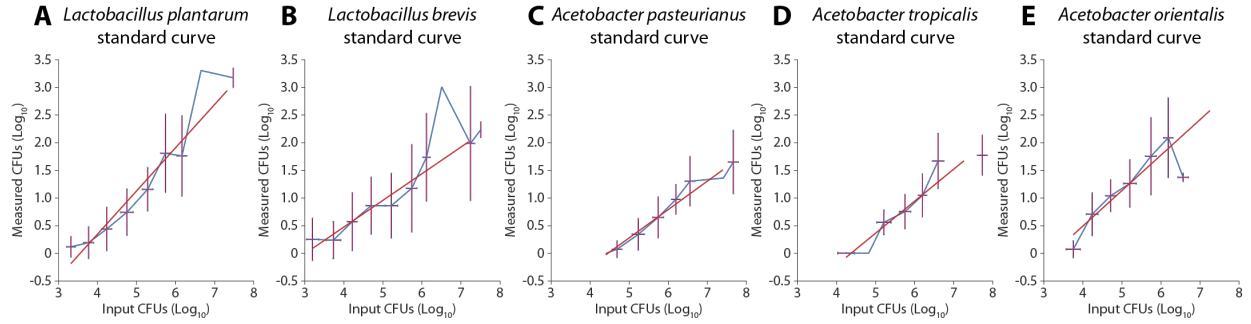 A Lactobacillus plantarum
standard curve
3.5
3.0
2.5
2.0
1.5
1.0
0.5
0
-0.5
Measured CFUs (Log10)
3 4 5 6 7 8
Input CFUs (Log10)
B Lactobacillus brevis
standard curve
3.5
3.0
2.5
2.0
1.5
1.0
0.5
0
-0.5
Measured CFUs (Log10)
3 4 5 6 7 8
Input CFUs (Log10)
C Acetobacter pasteurianus
standard curve
3.5
3.0
2.5
2.0
1.5
1.0
0.5
0
-0.5
Measured CFUs (Log10)
3 4 5 6 7 8
Input CFUs (Log10)
D Acetobacter tropicalis
standard curve
3.5
3.0
2.5
2.0
1.5
1.0
0.5
0
-0.5
Measured CFUs (Log10)
3 4 5 6 7 8
Input CFUs (Log10)
E Acetobacter orientalis
standard curve
3.5
3.0
2.5
2.0
1.5
1.0
0.5
0
-0.5
Measured CFUs (Log10)
3 4 5 6 7 8
Input CFUs (Log10)